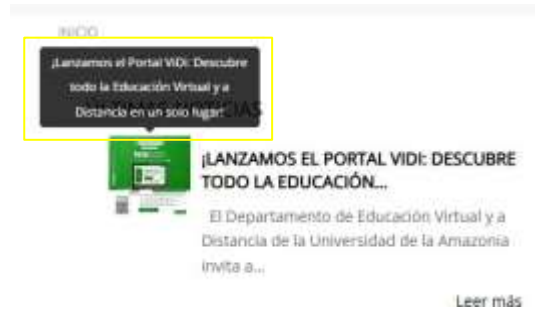 INICIO
¡Lanzamos el Portal ViDi: Descubre
todo la Educación Virtual y a
Distancia en un solo lugar!
¡LANZAMOS EL PORTAL VIDI: DESCUBRE
TODO LA EDUCACIÓN...
El Departamento de Educación Virtual y a
Distancia de la Universidad de la Amazonia
invita a...
Leer más